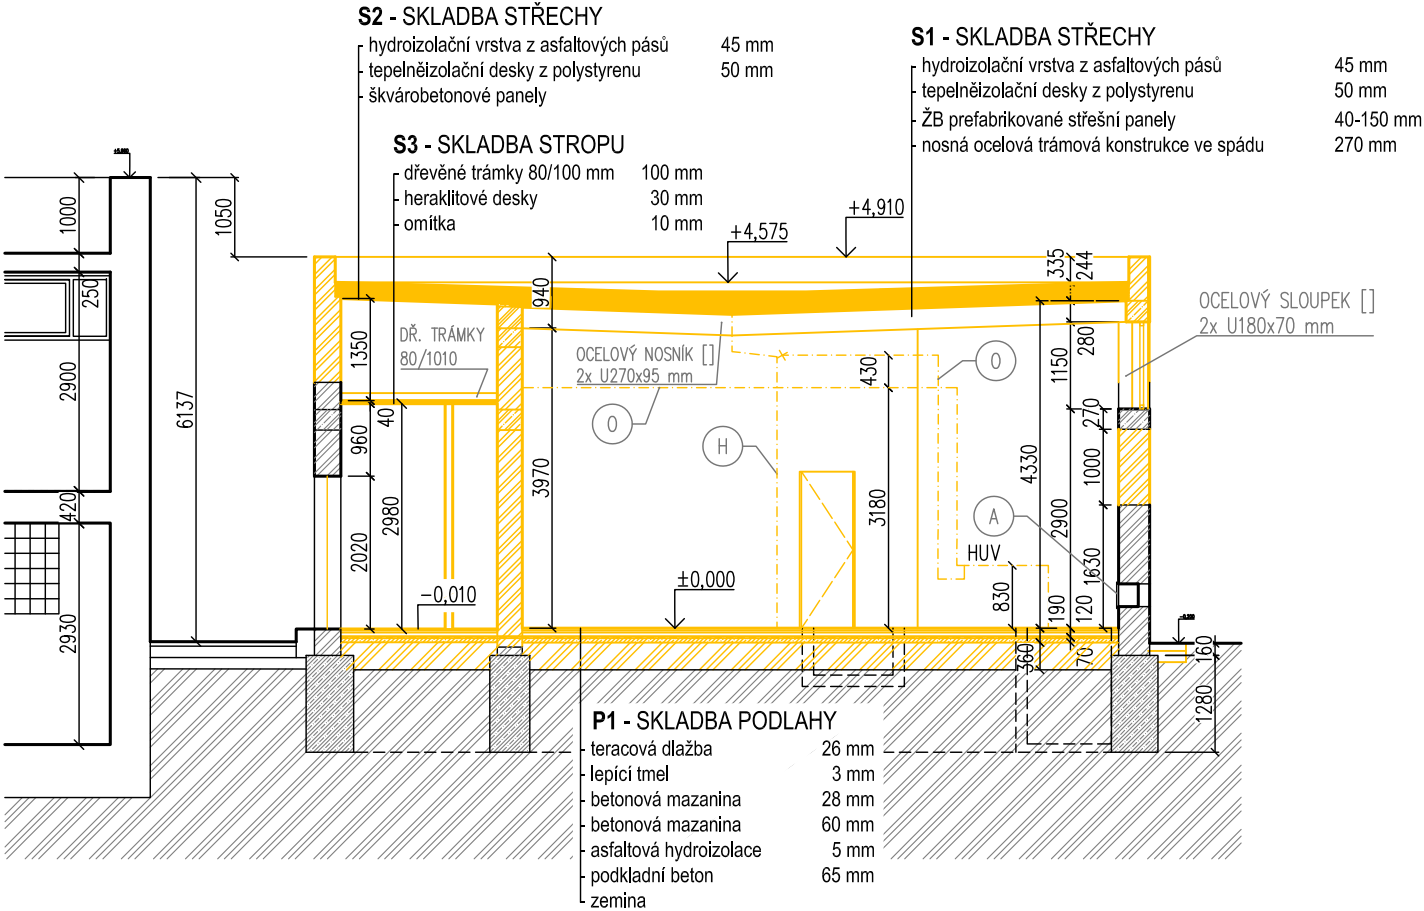 S2 - SKLADBA STŘECHY
hydroizolační vrstva z asfaltových pásů 45 mm
tepelněizolační desky z polystyrenu 50 mm
škvárobetonové panely
S1 - SKLADBA STŘECHY
hydroizolační vrstva z asfaltových pásů 45 mm
tepelněizolační desky z polystyrenu 50 mm
ŽB prefabrikované střešní panely 40-150 mm
nosná ocelová trámová konstrukce ve spádu 270 mm
S3 - SKLADBA STROPU
dřevěné trámky 80/100 mm 100 mm
heraklitové desky 30 mm
omítka 10 mm
+4,575
+4,910
1000
1050
250
2900
6137
420
2930
1350
40
960
2980
2020
DŘ. TRÁMKY
80/1010
-0,010
940
3970
OCELOVÝ NOSNÍK []
2x U270x95 mm
O
H
±0,000
430
3180
O
A
HUV
830
335
244
280
1150
4330
2900
270
1000
1630
190
120
360
70
160
1280
OCELOVÝ SLOUPEK []
2x U180x70 mm
P1 - SKLADBA PODLAHY
teracová dlažba 26 mm
lepící tmel 3 mm
betonová mazanina 28 mm
betonová mazanina 60 mm
asfaltová hydroizolace 5 mm
podkladní beton 65 mm
zemina